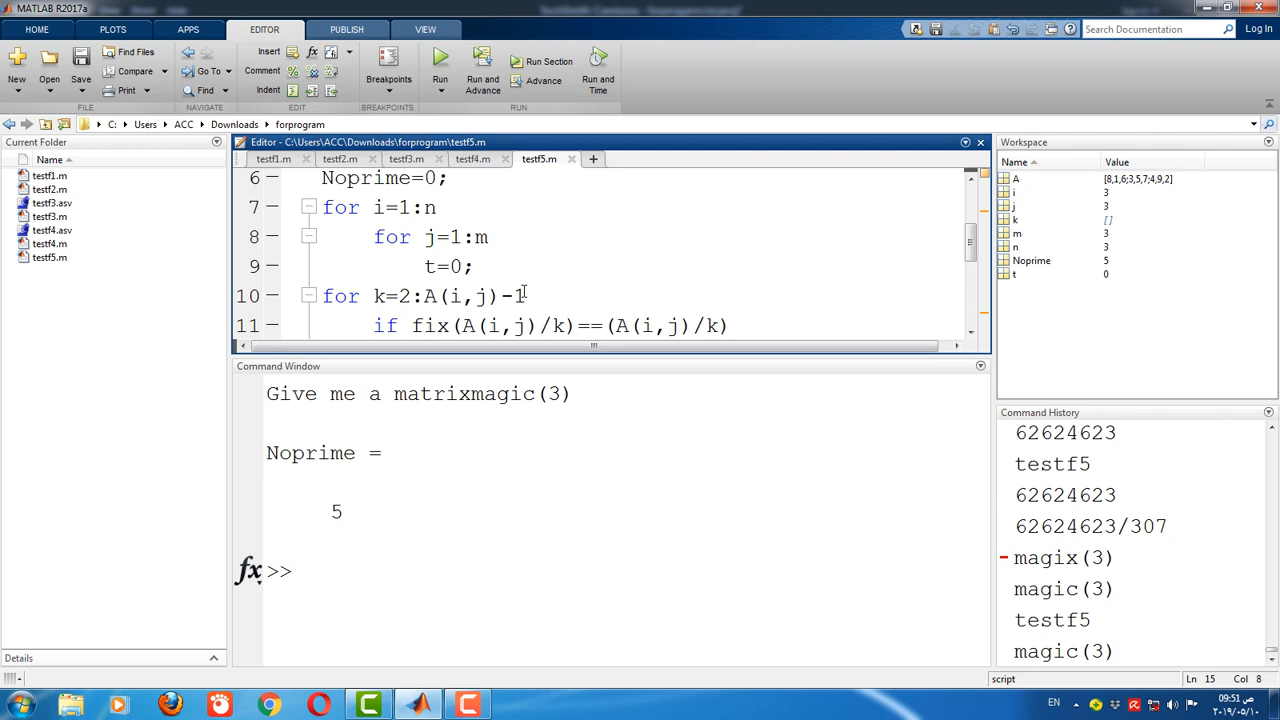 MATLAB R2017a
HOME PLOTS APPS EDITOR PUBLISH VIEW
Search Documentation Log In
New Open Save Find Files Compare Print
Go To Find
Insert fx Comment Indent
Breakpoints Run Run and Advance Run Section Advance Run and Time
FILE NAVIGATE EDIT BREAKPOINTS RUN
C: Users ACC Downloads forprogram
Current Folder
Name
testf1.m
testf2.m
testf3.asv
testf3.m
testf4.asv
testf4.m
testf5.m
Details
Editor - C:\Users\ACC\Downloads\forprogram\testf5.m
testf1.m testf2.m testf3.m testf4.m testf5.m
6 Noprime=0;
7 for i=1:n
8 for j=1:m
9 t=0;
10 for k=2:A(i,j)-1
11 if fix(A(i,j)/k)==(A(i,j)/k)
Command Window
Give me a matrixmagic(3)
Noprime =
5
fx >>
Workspace
Name Value
A [8,1,6;3,5,7;4,9,2]
i 3
j 3
k []
m 3
n 3
Noprime 5
t 0
Command History
62624623
testf5
62624623
62624623/307
magix(3)
magic(3)
testf5
magic(3)
script Ln 15 Col 8
EN 09:51 ص
٢٠١٩/٠٥/١٠